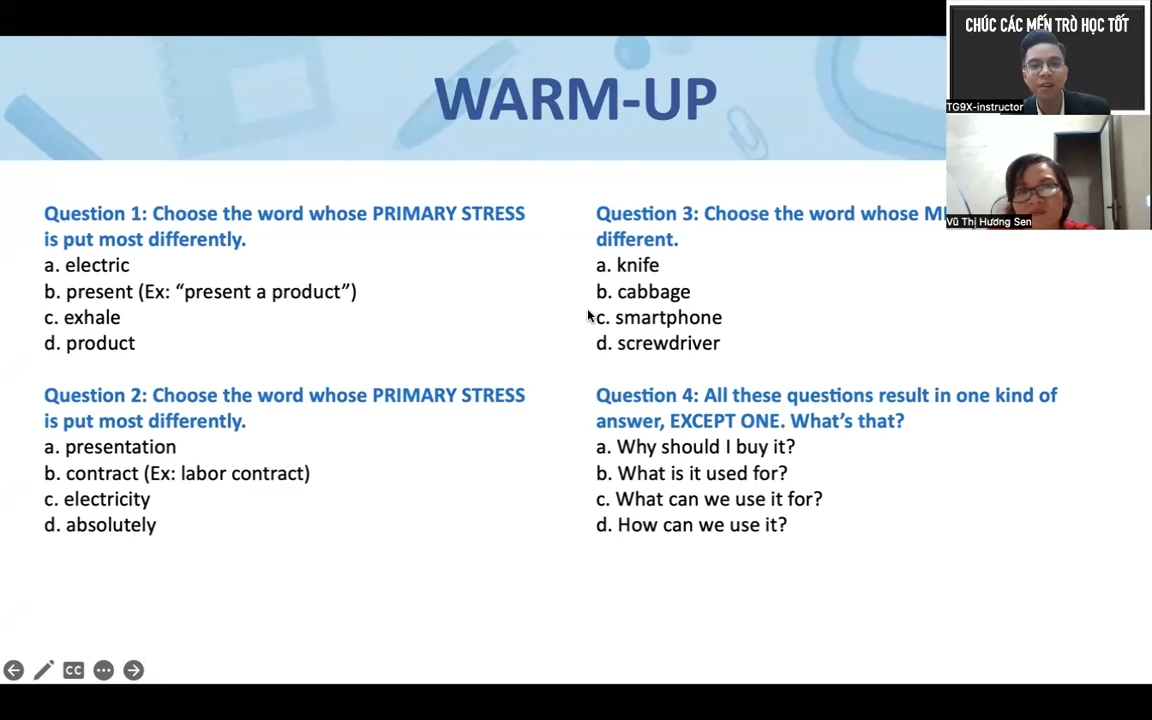 CHÚC CÁC MẾN TRÒ HỌC TỐT
TG9X-instructor
Vũ Thị Hương Sen
WARM-UP
Question 1: Choose the word whose PRIMARY STRESS
is put most differently.
a. electric
b. present (Ex: “present a product”)
c. exhale
d. product
Question 2: Choose the word whose PRIMARY STRESS
is put most differently.
a. presentation
b. contract (Ex: labor contract)
c. electricity
d. absolutely
Question 3: Choose the word whose
different.
a. knife
b. cabbage
c. smartphone
d. screwdriver
Question 4: All these questions result in one kind of
answer, EXCEPT ONE. What’s that?
a. Why should I buy it?
b. What is it used for?
c. What can we use it for?
d. How can we use it?
CC